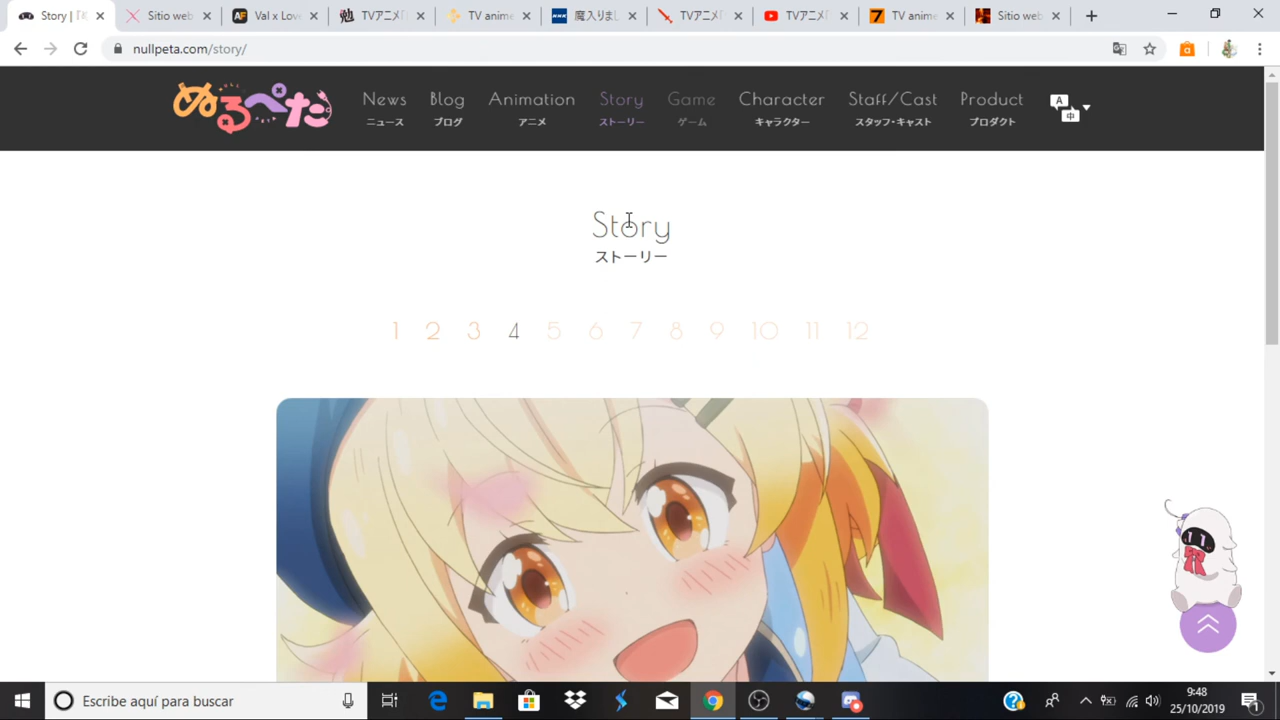 Story | TVア
Sitio web
Val x Love
TVアニメ「
TV anime
魔入りまし
TVアニメ「
TVアニメ「
TV anime
Sitio web
nullpeta.com/story/
ぬるぺた
News Blog Animation Story Game Character Staff/Cast Product
ニュース ブログ アニメ ストーリー ゲーム キャラクター スタッフ・キャスト プロダクト
A
中
Story
ストーリー
1 2 3 4 5 6 7 8 9 10 11 12
Escribe aquí para buscar
9:48
25/10/2019
1